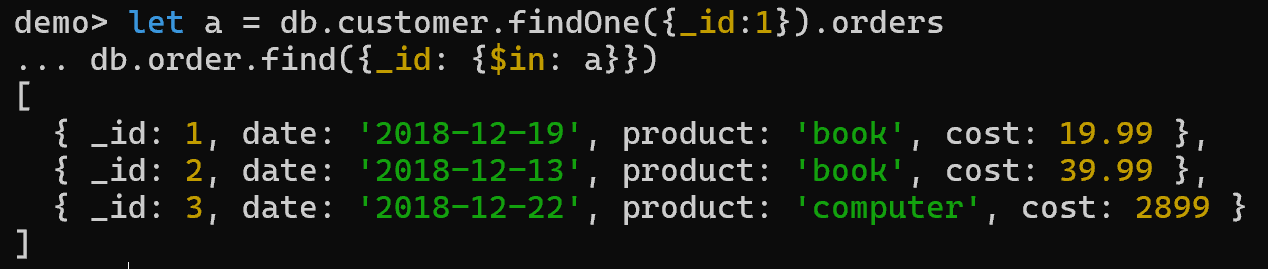 demo> let a = db.customer.findOne({_id:1}).orders
... db.order.find({_id: {$in: a}})
[
  { _id: 1, date: '2018-12-19', product: 'book', cost: 19.99 },
  { _id: 2, date: '2018-12-13', product: 'book', cost: 39.99 },
  { _id: 3, date: '2018-12-22', product: 'computer', cost: 2899 }
]